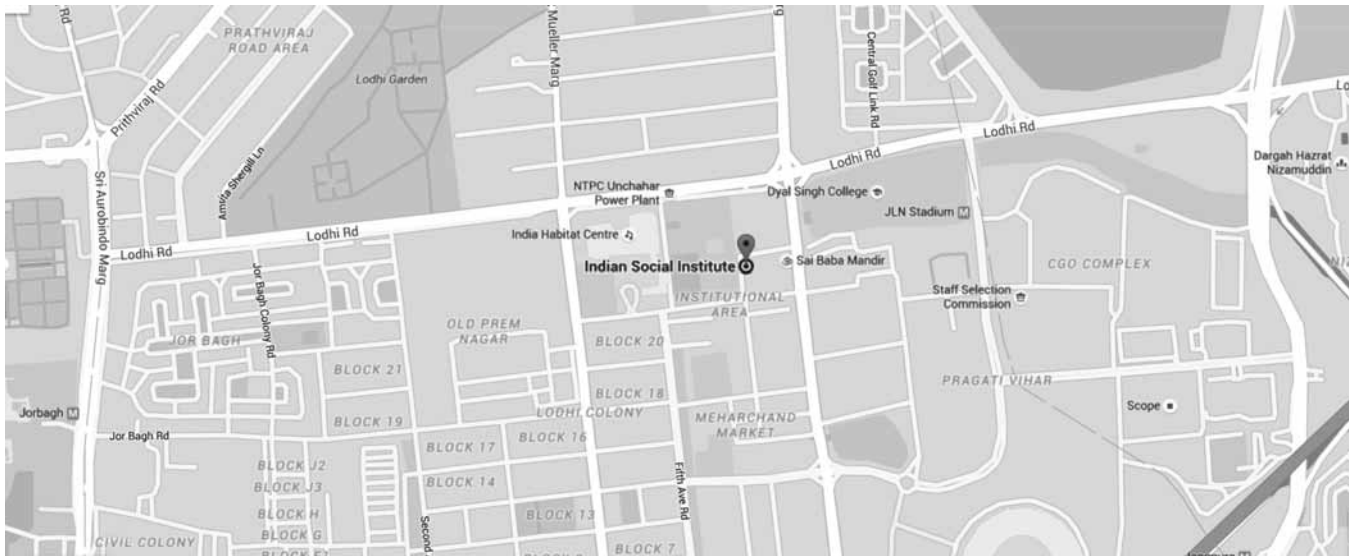 Rd
PRATHVIRAJ
ROAD AREA
Mueller Marg
Lodhi Garden
Central Golf Link Rd
Prithviraj Rd
Lodhi Rd
Amvita Shergill Ln
Lodhi Rd
Dargah Hazrat
Nizamuddin
Sri Aurobindo Marg
NTPC Unchahar
Power Plant
Dyal Singh College
JLN Stadium M
Lodhi Rd
India Habitat Centre
Lodhi Rd
Indian Social Institute
Sai Baba Mandir
CGO COMPLEX
Jor Bagh Colony Rd
INSTITUTIONAL
AREA
Staff Selection
Commission
OLD PREM
NAGAR
JOR BAGH
BLOCK 20
BLOCK 21
PRAGATI VIHAR
BLOCK 18
Jorbagh M
LODHI COLONY
Scope
MEHARCHAND
MARKET
BLOCK 19
Jor Bagh Rd
BLOCK 16
BLOCK 17
BLOCK J2
BLOCK 14
BLOCK J3
Fifth Ave Rd
BLOCK H
BLOCK 13
Second
BLOCK G
CIVIL COLONY
BLOCK 7